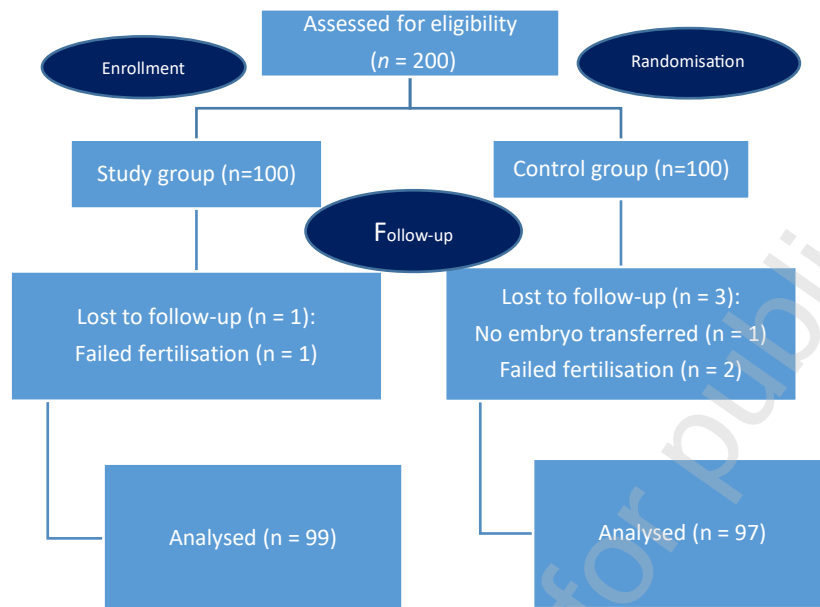 Assessed for eligibility
(n = 200)
Enrollment
Randomisation
Study group (n=100)
Control group (n=100)
Follow-up
Lost to follow-up (n = 1):
Failed fertilisation (n = 1)
Lost to follow-up (n = 3):
No embryo transferred (n = 1)
Failed fertilisation (n = 2)
Analysed (n = 99)
Analysed (n = 97)
for publi